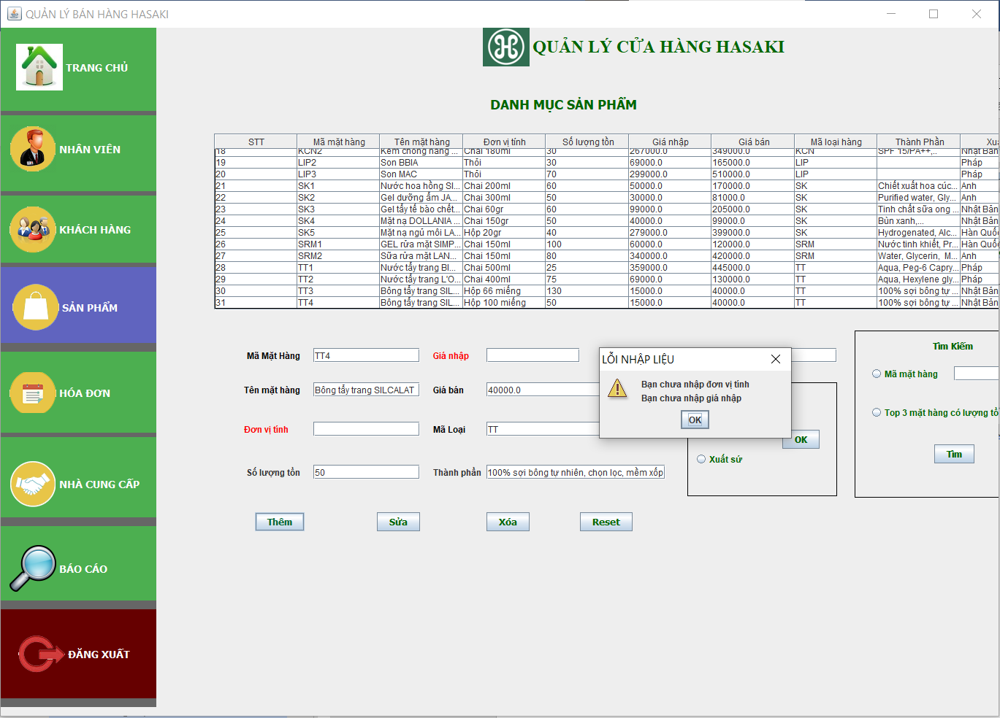 QUẢN LÝ BÁN HÀNG HASAKI
TRANG CHỦ
NHÂN VIÊN
KHÁCH HÀNG
SẢN PHẨM
HÓA ĐƠN
NHÀ CUNG CẤP
BÁO CÁO
ĐĂNG XUẤT
QUẢN LÝ CỬA HÀNG HASAKI
DANH MỤC SẢN PHẨM
STT Mã mặt hàng Tên mặt hàng Đơn vị tính Số lượng tồn Giá nhập Giá bán Mã loại hàng Thành Phần
18 KCN2 Kem chống nắng ... Chai 180ml 30 267000.0 349000.0 KCN SPF 15/PA++,.. Nhật Bản
19 LIP2 Son BBIA Thỏi 30 69000.0 165000.0 LIP Pháp
20 LIP3 Son MAC Thỏi 70 299000.0 510000.0 LIP Pháp
21 SK1 Nước hoa hồng SI... Chai 200ml 60 50000.0 170000.0 SK Chiết xuất hoa cúc... Anh
22 SK2 Gel dưỡng ẩm JA... Chai 300ml 50 30000.0 81000.0 SK Purified water, Gly... Anh
23 SK3 Gel tẩy tế bào chết... Chai 60gr 60 99000.0 205000.0 SK Tinh chất sữa ong ... Nhật Bản
24 SK4 Mặt nạ DOLLANIA ... Chai 150gr 50 40000.0 99000.0 SK Bùn xanh,... Nhật Bản
25 SK5 Mặt nạ ngủ môi LA... Hộp 20gr 40 279000.0 399000.0 SK Hydrogenated, Alc... Hàn Quốc
26 SRM1 GEL rửa mặt SIMP... Chai 150ml 100 60000.0 120000.0 SRM Nước tinh khiết, Pr... Hàn Quốc
27 SRM2 Sữa rửa mặt LAN... Chai 150ml 80 340000.0 420000.0 SRM Water, Glycerin, M... Anh
28 TT1 Nước tẩy trang BI... Chai 500ml 25 359000.0 445000.0 TT Aqua, Peg-6 Capry... Pháp
29 TT2 Nước tẩy trang L'O... Chai 400ml 75 69000.0 130000.0 TT Aqua, Hexylene gly... Pháp
30 TT3 Bông tẩy trang SIL... Hộp 66 miếng 130 15000.0 40000.0 TT 100% sợi bông tự ... Nhật Bản
31 TT4 Bông tẩy trang SIL... Hộp 100 miếng 50 15000.0 40000.0 TT 100% sợi bông tự ... Nhật Bản
Mã Mặt Hàng TT4 Giá nhập
Tên mặt hàng Bông tẩy trang SILCALAT Giá bán 40000.0
Đơn vị tính Mã Loại TT
Số lượng tồn 50 Thành phần 100% sợi bông tự nhiên, chọn lọc, mềm xốp
LỖI NHẬP LIỆU
Bạn chưa nhập đơn vị tính
Bạn chưa nhập giá nhập
OK
OK
Xuất sứ
Tìm Kiếm
Mã mặt hàng
Top 3 mặt hàng có lượng
Tìm
Thêm Sửa Xóa Reset